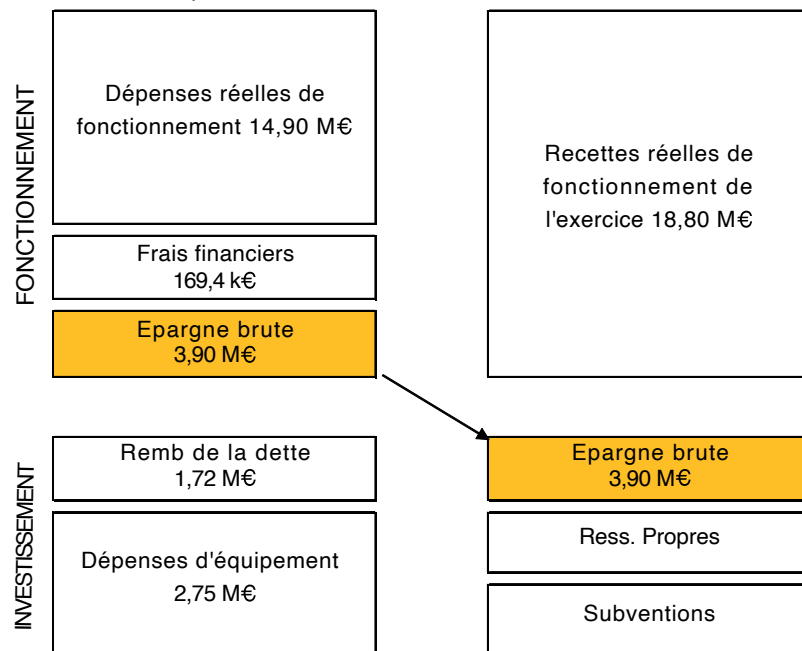 FONCTIONNEMENT
Dépenses réelles de
fonctionnement 14,90 M€
Frais financiers
169,4 k€
Epargne brute
3,90 M€
Recettes réelles de
fonctionnement de
l'exercice 18,80 M€
INVESTISSEMENT
Remb de la dette
1,72 M€
Dépenses d'équipement
2,75 M€
Epargne brute
3,90 M€
Ress. Propres
Subventions